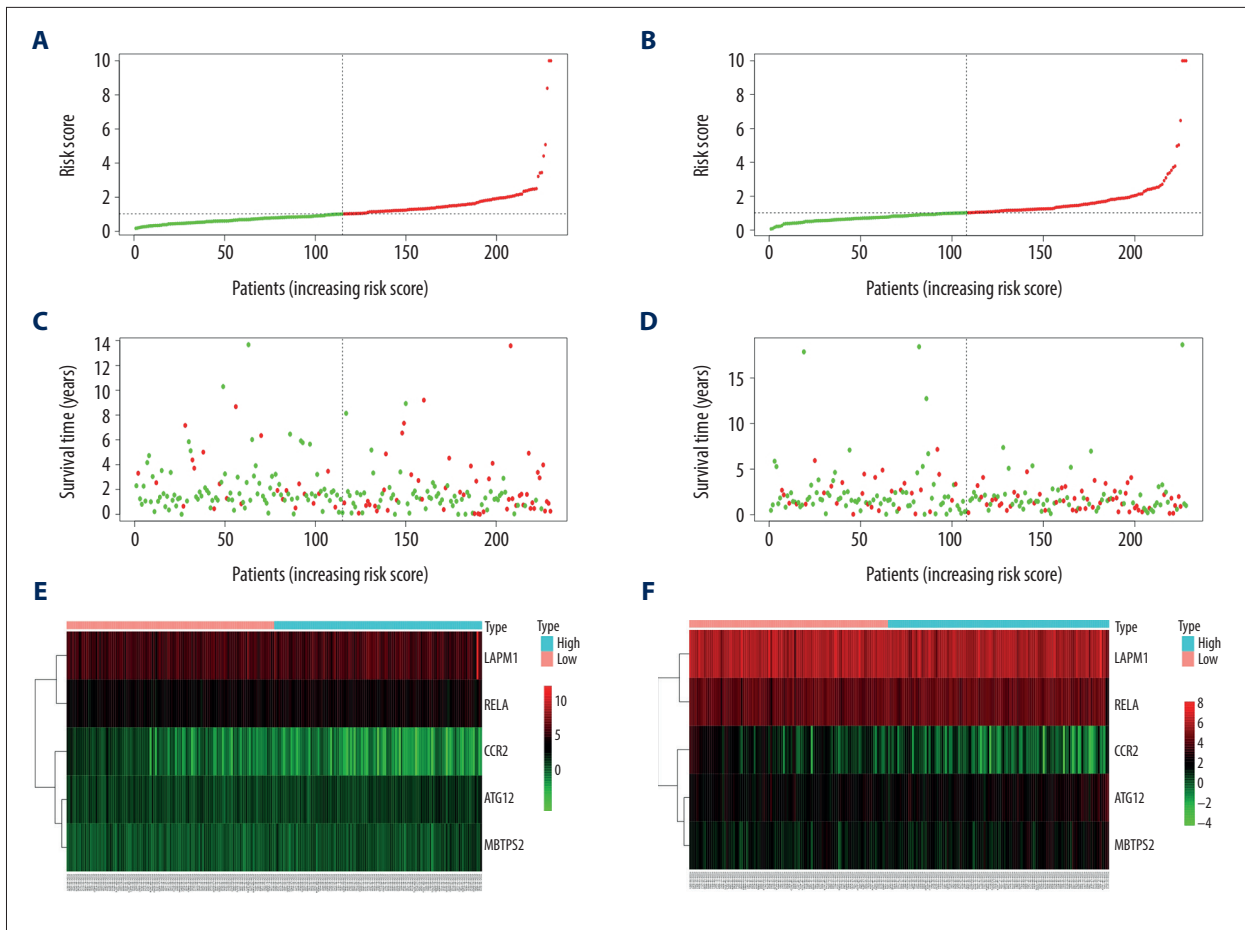 A
Risk score
10
8
6
4
2
0
0 50 100 150 200
Patients (increasing risk score)
B
Risk score
10
8
6
4
2
0
0 50 100 150 200
Patients (increasing risk score)
C
Survival time (years)
14
12
10
8
6
4
2
0
0 50 100 150 200
Patients (increasing risk score)
D
Survival time (years)
15
10
5
0
0 50 100 150 200
Patients (increasing risk score)
E
Type
LAPM1
RELA
CCR2
ATG12
MBTPS2
Type
High
Low
10
5
0
F
Type
LAPM1
RELA
CCR2
ATG12
MBTPS2
Type
High
Low
8
6
4
2
0
−2
−4